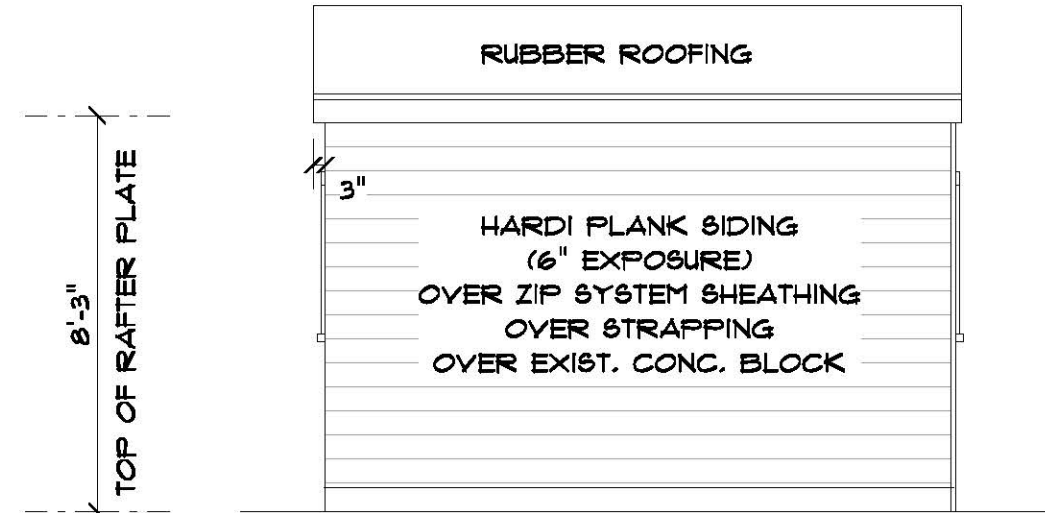 RUBBER ROOFING
3"
HARDI PLANK SIDING
(6" EXPOSURE)
OVER ZIP SYSTEM SHEATHING
OVER STRAPPING
OVER EXIST. CONC. BLOCK
8'-3"
TOP OF RAFTER PLATE